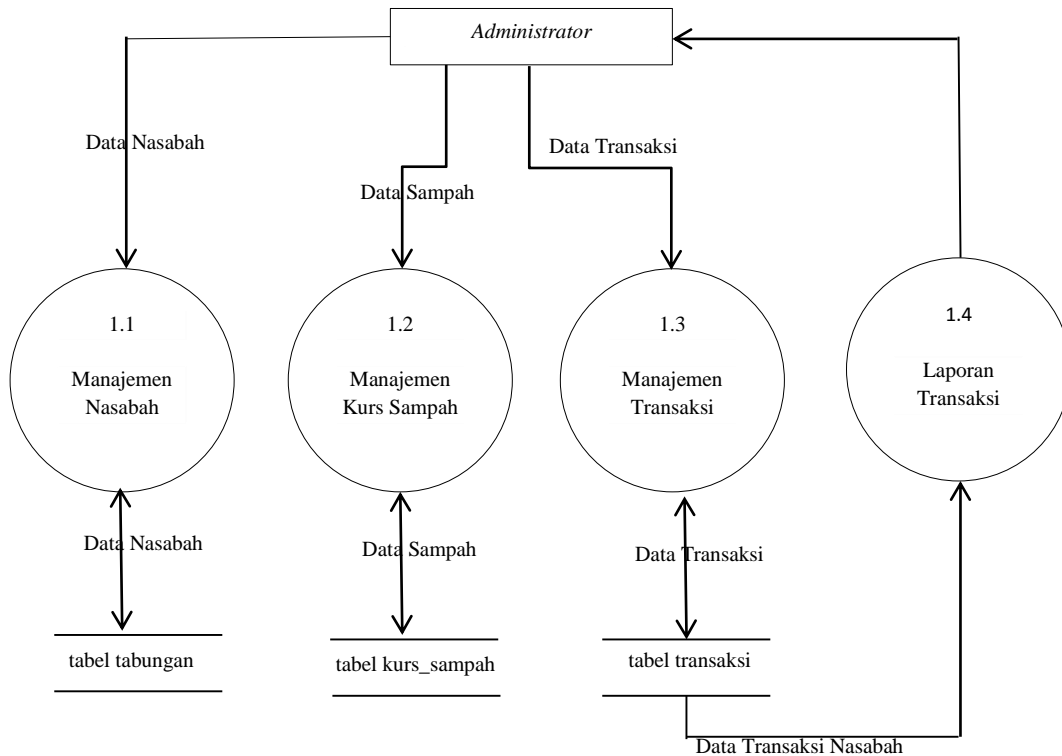 Administrator
Data Nasabah
Data Transaksi
Data Sampah
1.1
Manajemen
Nasabah
1.2
Manajemen
Kurs Sampah
1.3
Manajemen
Transaksi
1.4
Laporan
Transaksi
Data Nasabah
Data Sampah
Data Transaksi
tabel tabungan
tabel kurs_sampah
tabel transaksi
Data Transaksi Nasabah